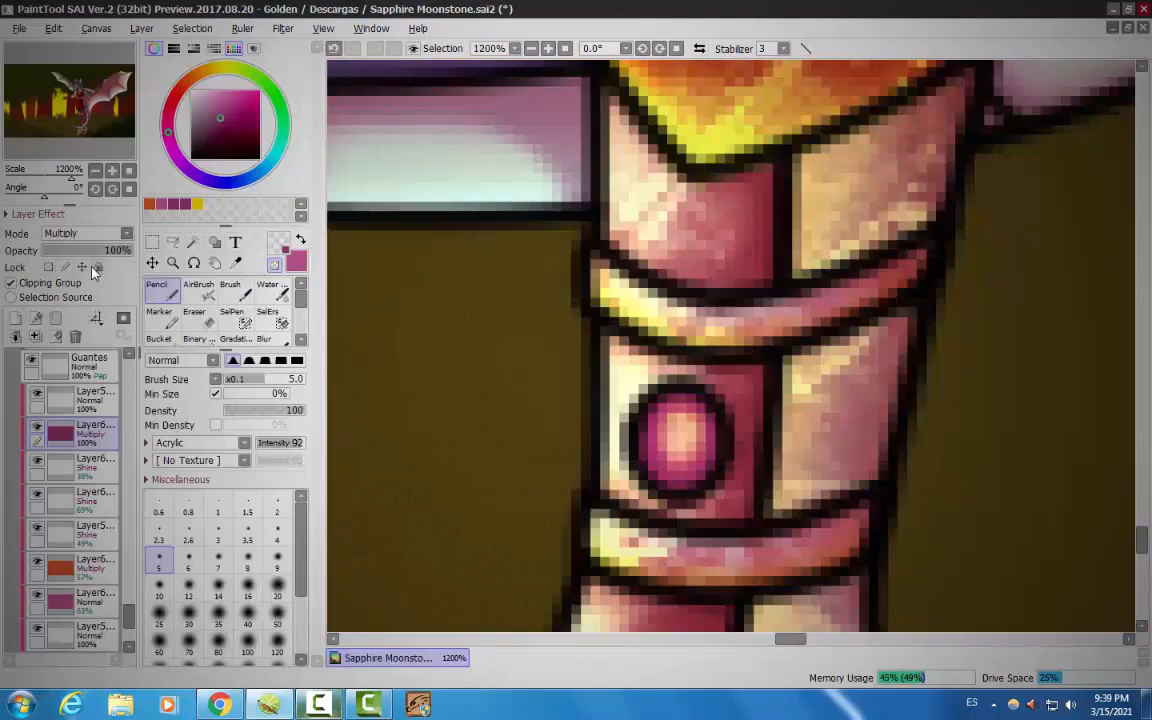 PaintTool SAI Ver.2 (32bit) Preview.2017.08.20 - Golden / Descargas / Sapphire Moonstone.sai2 (*)
File Edit Canvas Layer Selection Ruler Filter View Window Help
Selection 1200% 0.0° Stabilizer 3
Scale 1200%
Angle 0°
Layer Effect
Mode Multiply
Opacity 100%
Lock
Clipping Group
Selection Source
T
Pencil AirBrush Brush Water ...
Marker Eraser SelPen SelErs
Bucket Binary ... Gradati... Blur
Normal
Brush Size x0.1 5.0
Min Size 0%
Density 100
Min Density
Acrylic Intensity 92
[ No Texture ]
Miscellaneous
0.6 0.8 1 1.5 2
2.3 2.6 3 3.5 4
5 6 7 8 9
10 12 14 16 20
25 30 35 40 50
60 70 80 100 120
Guantes
Normal
100% Pap
Layer5...
Normal
100%
Layer6...
Multiply
100%
Layer6...
Shine
38%
Layer6...
Shine
69%
Layer5...
Shine
49%
Layer6...
Multiply
57%
Layer6...
Normal
63%
Layer6...
Normal
100%
Sapphire Moonsto... 1200%
Memory Usage 45% (49%) Drive Space 25%
ES
9:39 PM
3/15/2021